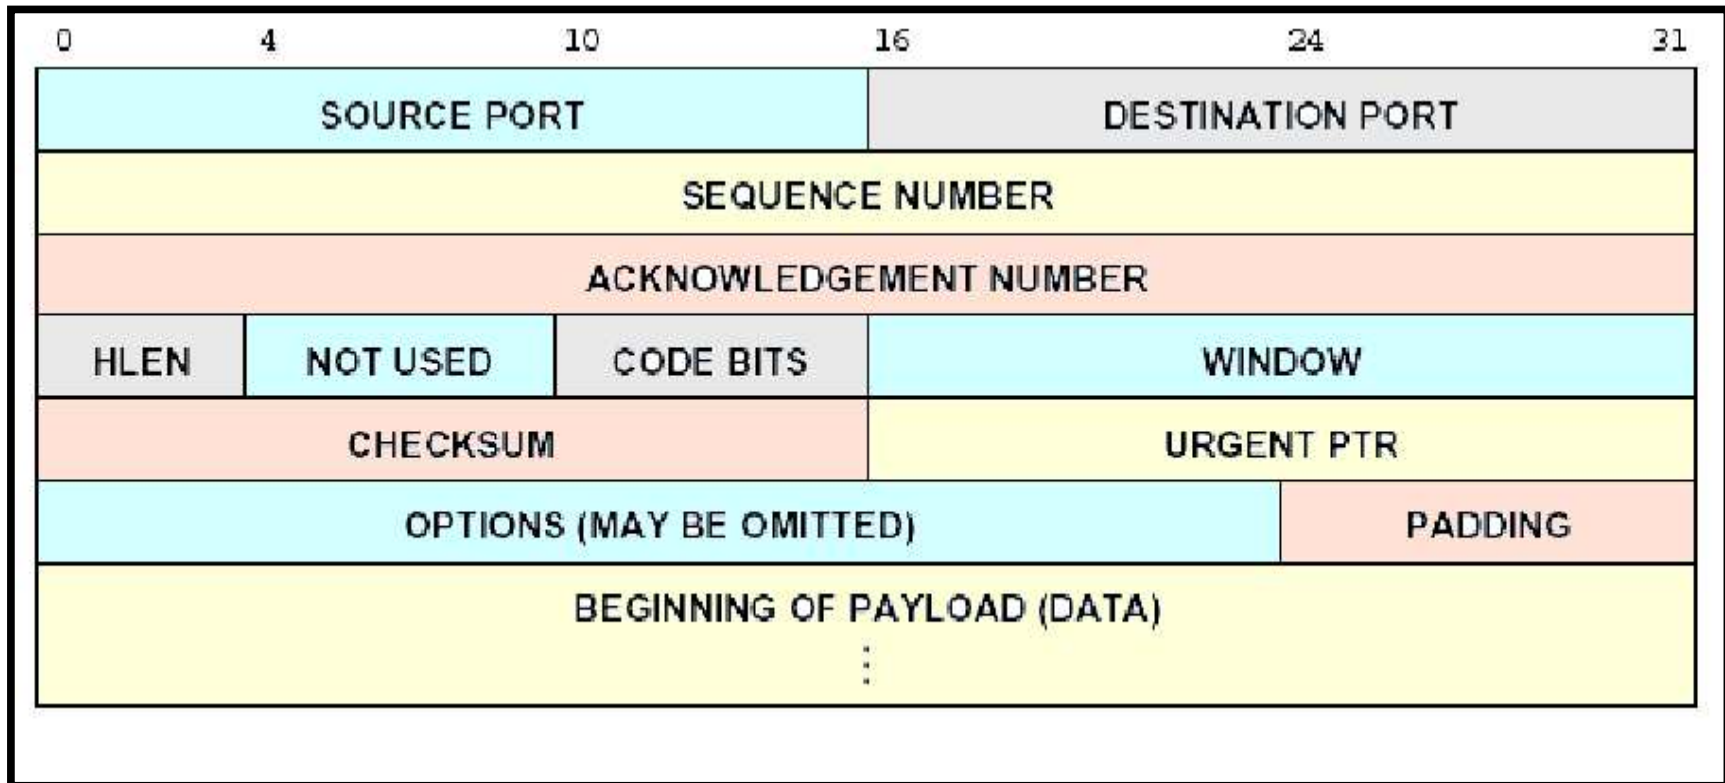 0 4 10 16 24 31
SOURCE PORT DESTINATION PORT
SEQUENCE NUMBER
ACKNOWLEDGEMENT NUMBER
HLEN NOT USED CODE BITS WINDOW
CHECKSUM URGENT PTR
OPTIONS (MAY BE OMITTED) PADDING
BEGINNING OF PAYLOAD (DATA)
⋮